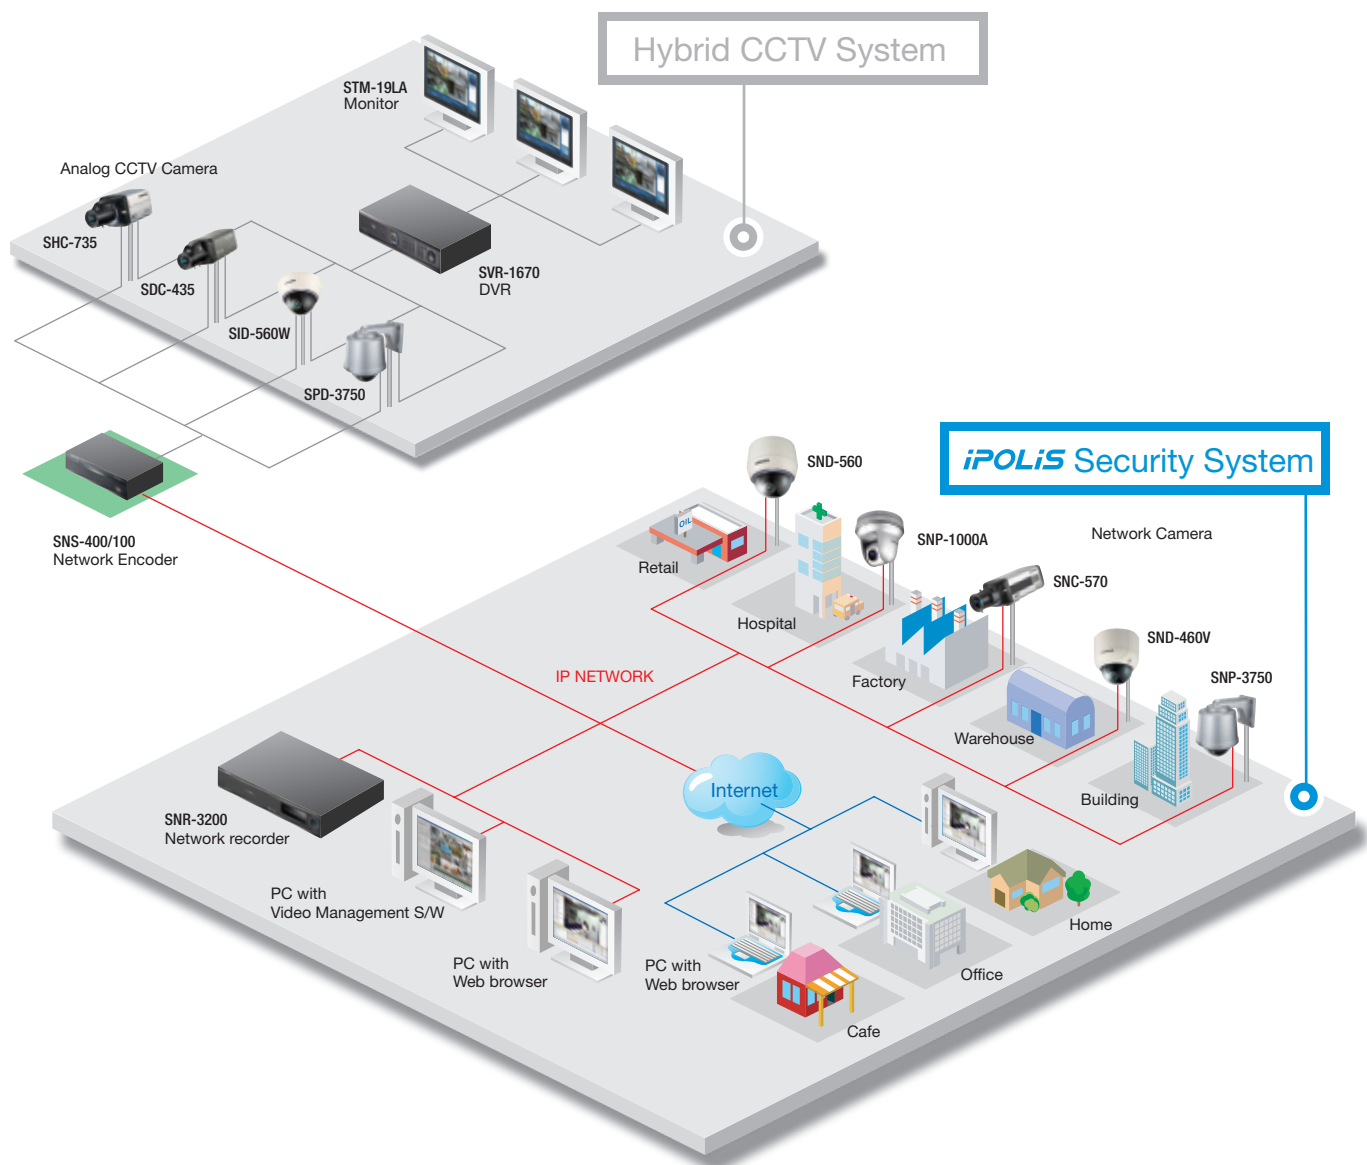 Hybrid CCTV System
STM-19LA
Monitor
Analog CCTV Camera
SHC-735
SDC-435
SVR-1670
DVR
SID-560W
SPD-3750
iPOLiS Security System
SND-560
SNS-400/100
Network Encoder
OIL
Retail
SNP-1000A
Network Camera
SNC-570
Hospital
SND-460V
IP NETWORK
Factory
SNP-3750
Warehouse
Internet
Building
SNR-3200
Network recorder
PC with
Video Management S/W
Home
PC with
Web browser
PC with
Web browser
Office
Cafe